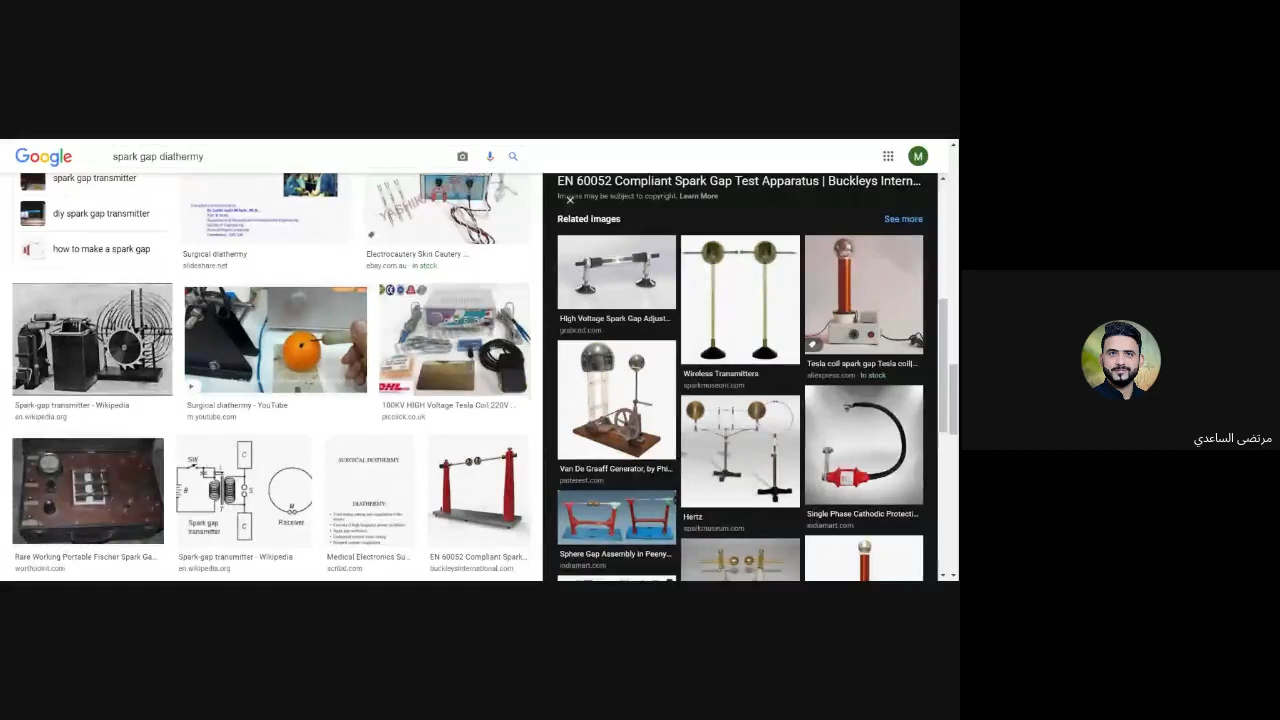 Google
spark gap diathermy
M
spark gap transmitter
diy spark gap transmitter
how to make a spark gap
Surgical diathermy
slideshare.net
Electrocautery Skin Cautery ...
ebay.com.au · In stock
Spark-gap transmitter - Wikipedia
en.wikipedia.org
Surgical diathermy - YouTube
m.youtube.com
DHL
100KV HIGH Voltage Tesla Coil 220V ...
picclick.co.uk
Rare Working Portable Fischer Spark Ga...
worthpoint.com
SW
B
C
S
C
M
Spark gap
transmitter
Receiver
Spark-gap transmitter - Wikipedia
en.wikipedia.org
SURGICAL DIATHERMY
DIATHERMY:
Medical Electronics Su...
scribd.com
EN 60052 Compliant Spark...
buckleysinternational.com
EN 60052 Compliant Spark Gap Test Apparatus | Buckleys Intern...
Images may be subject to copyright. Learn More
Related images
See more
High Voltage Spark Gap Adjust...
grabcad.com
Wireless Transmitters
sparkmuseum.com
Tesla coil spark gap Tesla coil|...
aliexpress.com · In stock
Van De Graaff Generator, by Phi...
pinterest.com
Hertz
sparkmuseum.com
Single Phase Cathodic Protecti...
indiamart.com
Sphere Gap Assembly in Peeny...
indiamart.com
مرتضى الساعدي